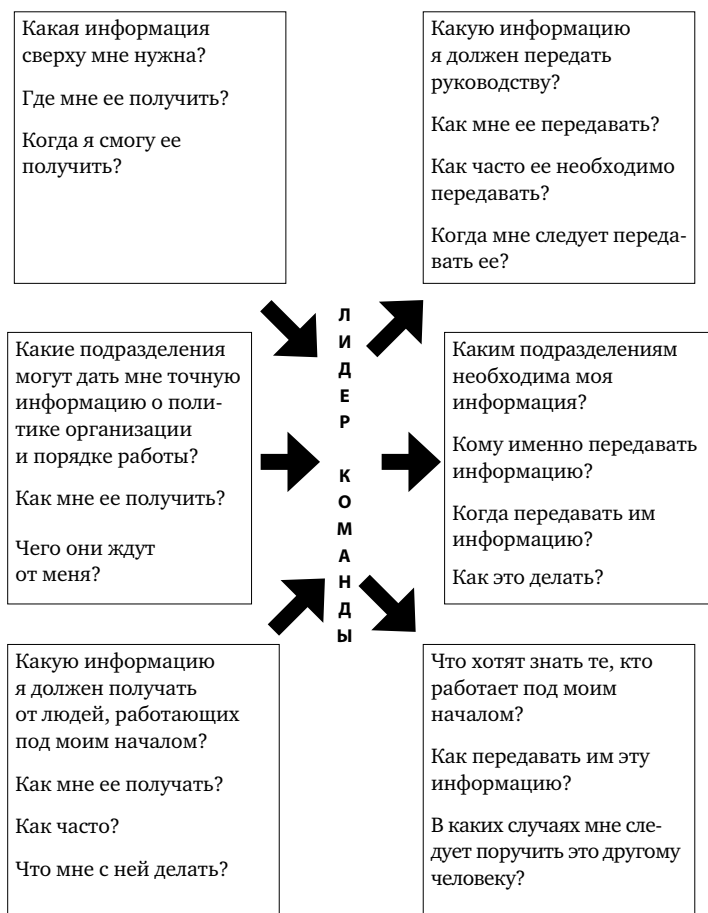 Какая информация
сверху мне нужна?
Где мне ее получить?
Когда я смогу ее
получить?
Какую информацию
я должен передать
руководству?
Как мне ее передавать?
Как часто ее необходимо
передавать?
Когда мне следует переда-
вать ее?
ЛИДЕР КОМАНДЫ
Какие подразделения
могут дать мне точную
информацию о поли-
тике организации
и порядке работы?
Как мне ее получить?
Чего они ждут
от меня?
Каким подразделениям
необходима моя
информация?
Кому именно передавать
информацию?
Когда передавать им
информацию?
Как это делать?
Какую информацию
я должен получать
от людей, работающих
под моим началом?
Как мне ее получать?
Как часто?
Что мне с ней делать?
Что хотят знать те, кто
работает под моим
началом?
Как передавать им эту
информацию?
В каких случаях мне сле-
дует поручить это другому
человеку?